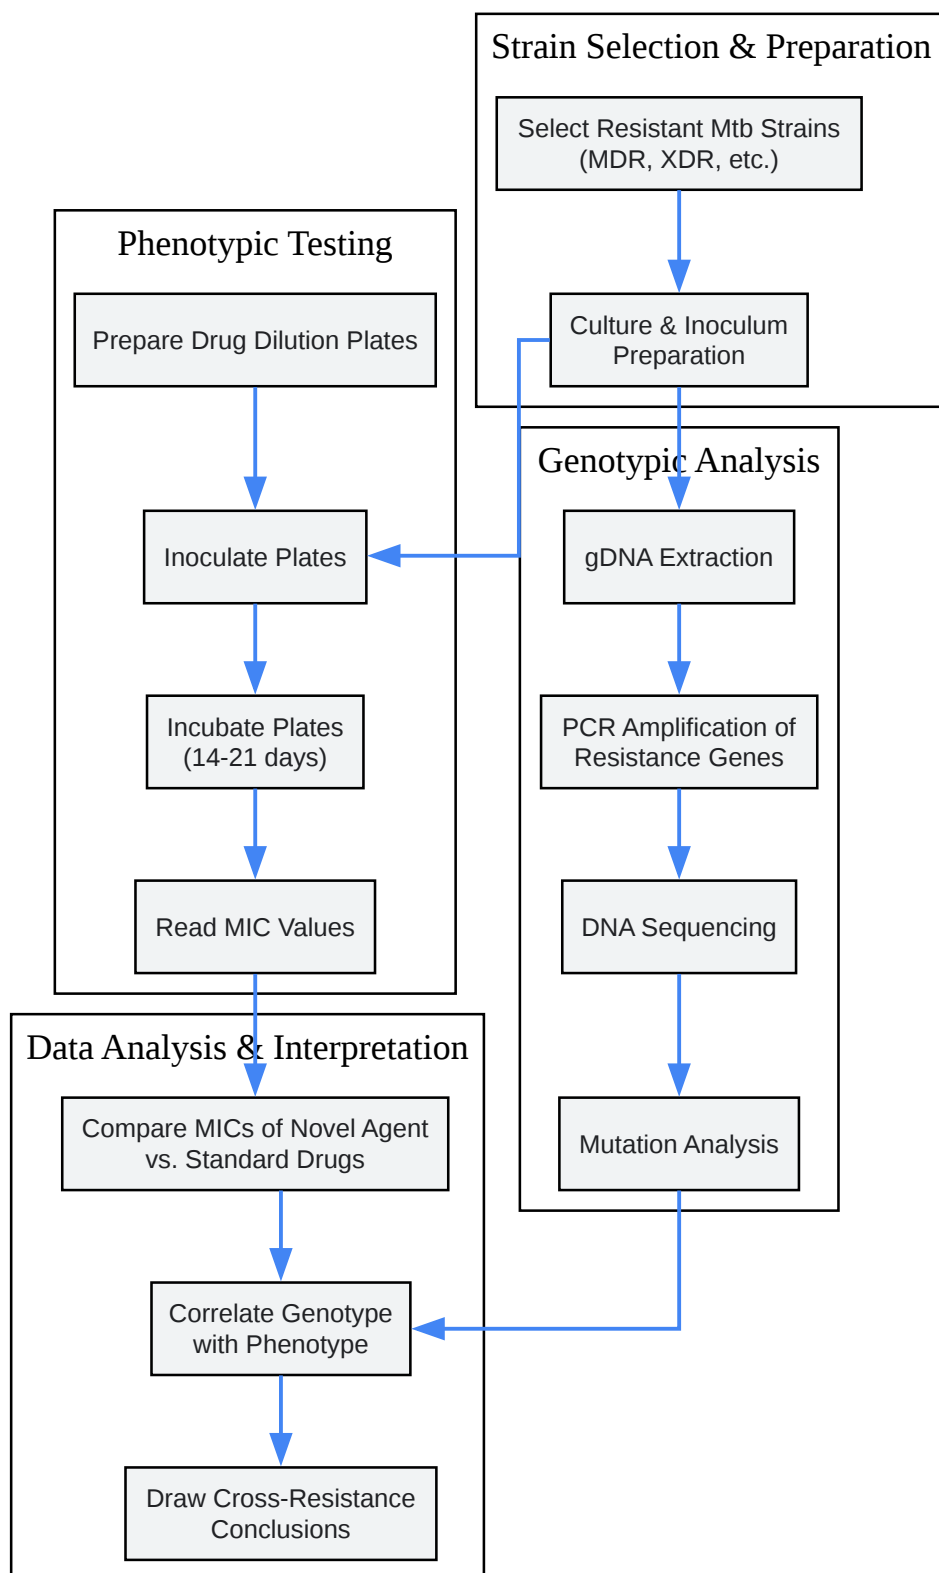 Strain Selection & Preparation
Select Resistant Mtb Strains
(MDR, XDR, etc.)
Culture & Inoculum
Preparation
Phenotypic Testing
Prepare Drug Dilution Plates
Inoculate Plates
Incubate Plates
(14-21 days)
Read MIC Values
Genotypic Analysis
gDNA Extraction
PCR Amplification of
Resistance Genes
DNA Sequencing
Mutation Analysis
Data Analysis & Interpretation
Compare MICs of Novel Agent
vs. Standard Drugs
Correlate Genotype
with Phenotype
Draw Cross-Resistance
Conclusions